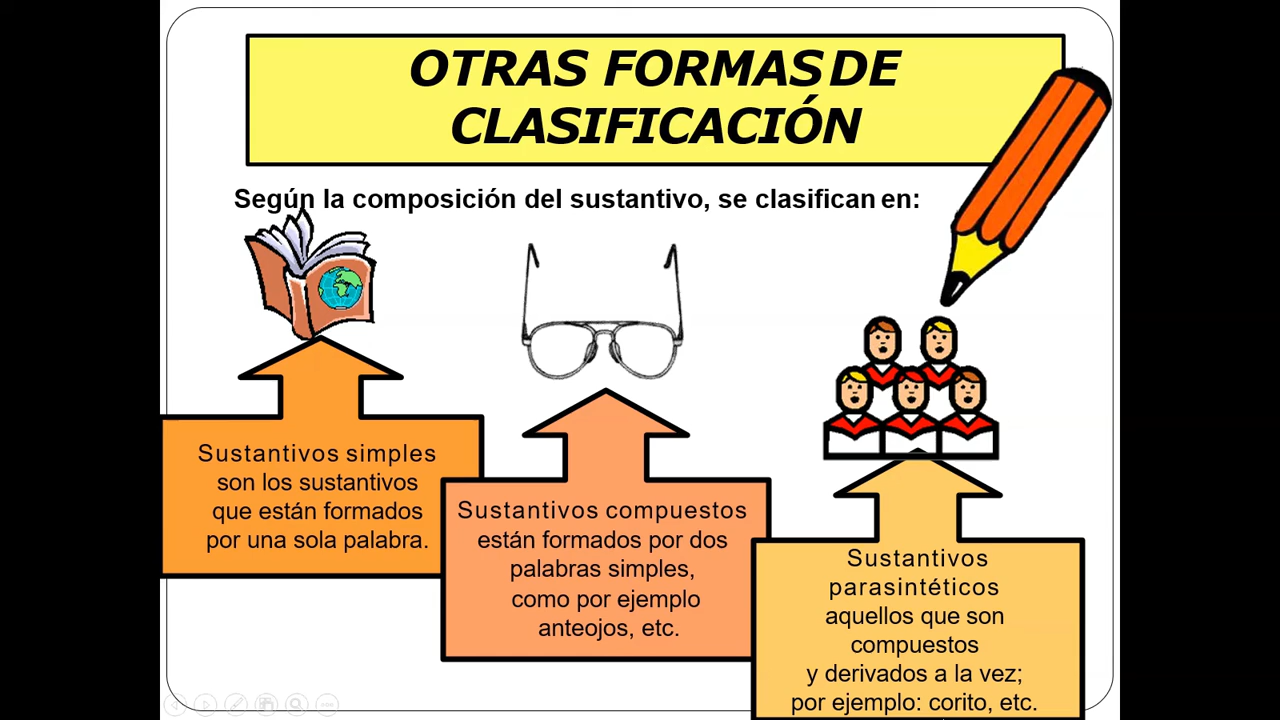 OTRAS FORMAS DE
CLASIFICACIÓN
Según la composición del sustantivo, se clasifican en:
Sustantivos simples
son los sustantivos
que están formados
por una sola palabra.
Sustantivos compuestos
están formados por dos
palabras simples,
como por ejemplo
anteojos, etc.
Sustantivos
parasintéticos
aquellos que son
compuestos
y derivados a la vez;
por ejemplo: corito, etc.